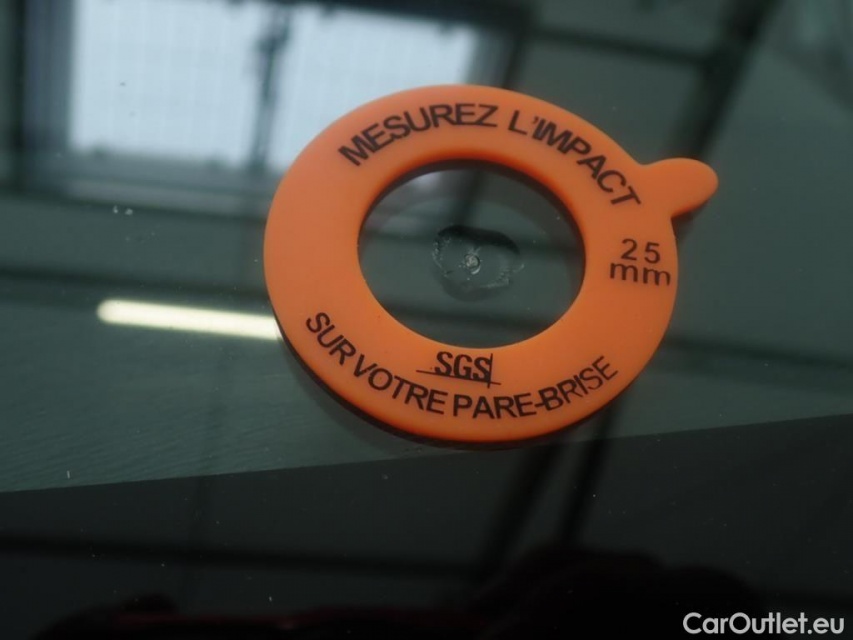 MESUREZ L'IMPACT
25
mm
SGS
SUR VOTRE PARE-BRISE
CarOutlet.eu